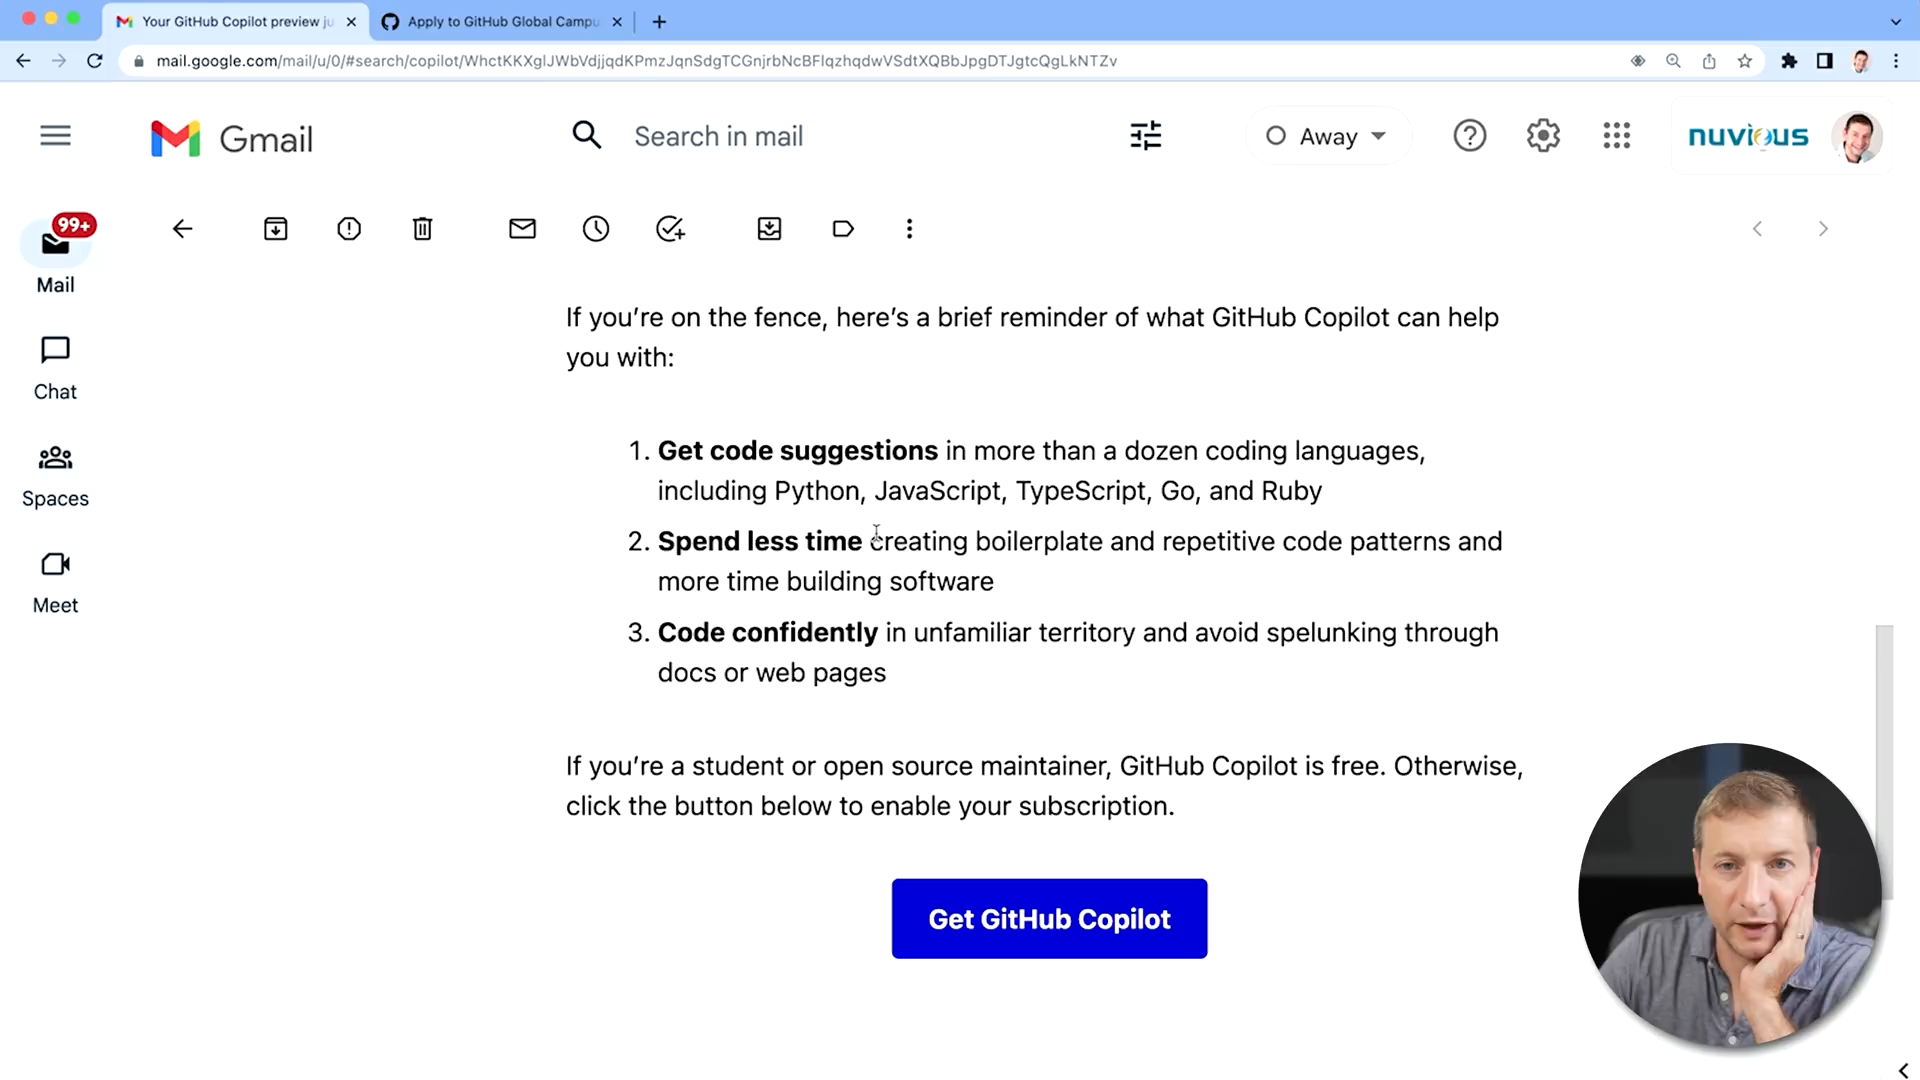 Your GitHub Copilot preview ju
Apply to GitHub Global Campu
mail.google.com/mail/u/0/#search/copilot/WhctKKXglJWbVdjjqdKPmzJqnSdgTCGnjrbNcBFlqzhqdwVSdtXQBbJpgDTJgtcQgLkNTZv
Gmail
Search in mail
Away
nuvious
99+
Mail
Chat
Spaces
Meet
If you’re on the fence, here’s a brief reminder of what GitHub Copilot can help
you with:
1. Get code suggestions in more than a dozen coding languages,
including Python, JavaScript, TypeScript, Go, and Ruby
2. Spend less time creating boilerplate and repetitive code patterns and
more time building software
3. Code confidently in unfamiliar territory and avoid spelunking through
docs or web pages
If you’re a student or open source maintainer, GitHub Copilot is free. Otherwise,
click the button below to enable your subscription.
Get GitHub Copilot